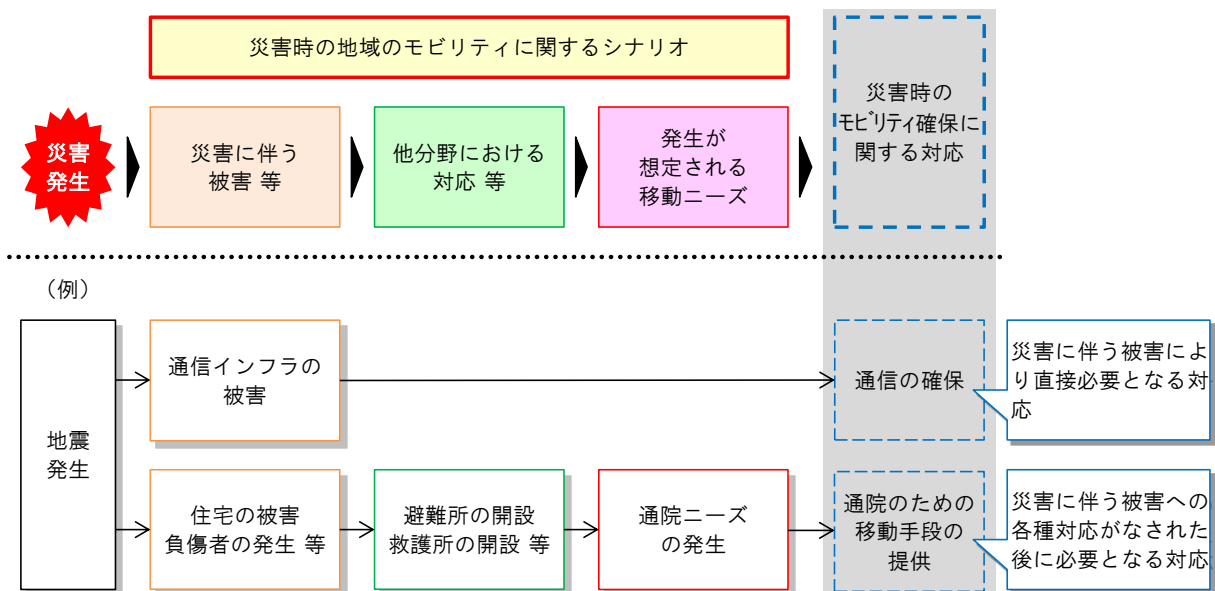 災害時の地域のモビリティに関するシナリオ
災害
発生
災害に伴う
被害 等
他分野における
対応 等
発生が
想定される
移動ニーズ
災害時の
モビリティ確保に
関する対応
（例）
地震
発生
通信インフラの
被害
通信の確保
災害に伴う被害によ
り直接必要となる対
応
住宅の被害
負傷者の発生 等
避難所の開設
救護所の開設 等
通院ニーズ
の発生
通院のための
移動手段の
提供
災害に伴う被害への
各種対応がなされた
後に必要となる対応